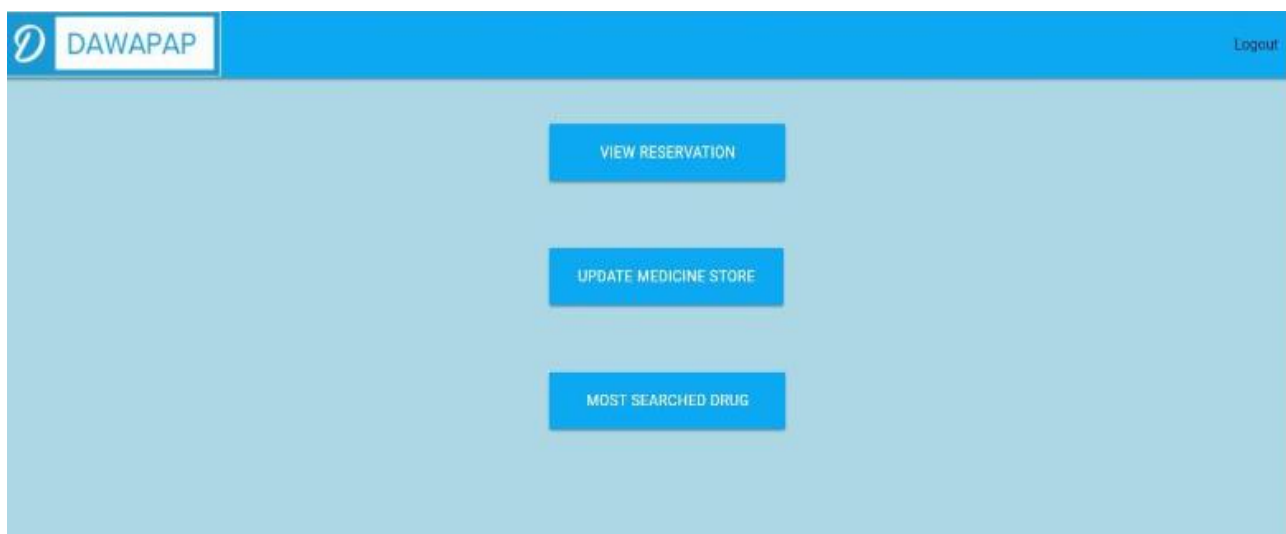 D DAWAPAP
Logout
VIEW RESERVATION
UPDATE MEDICINE STORE
MOST SEARCHED DRUG